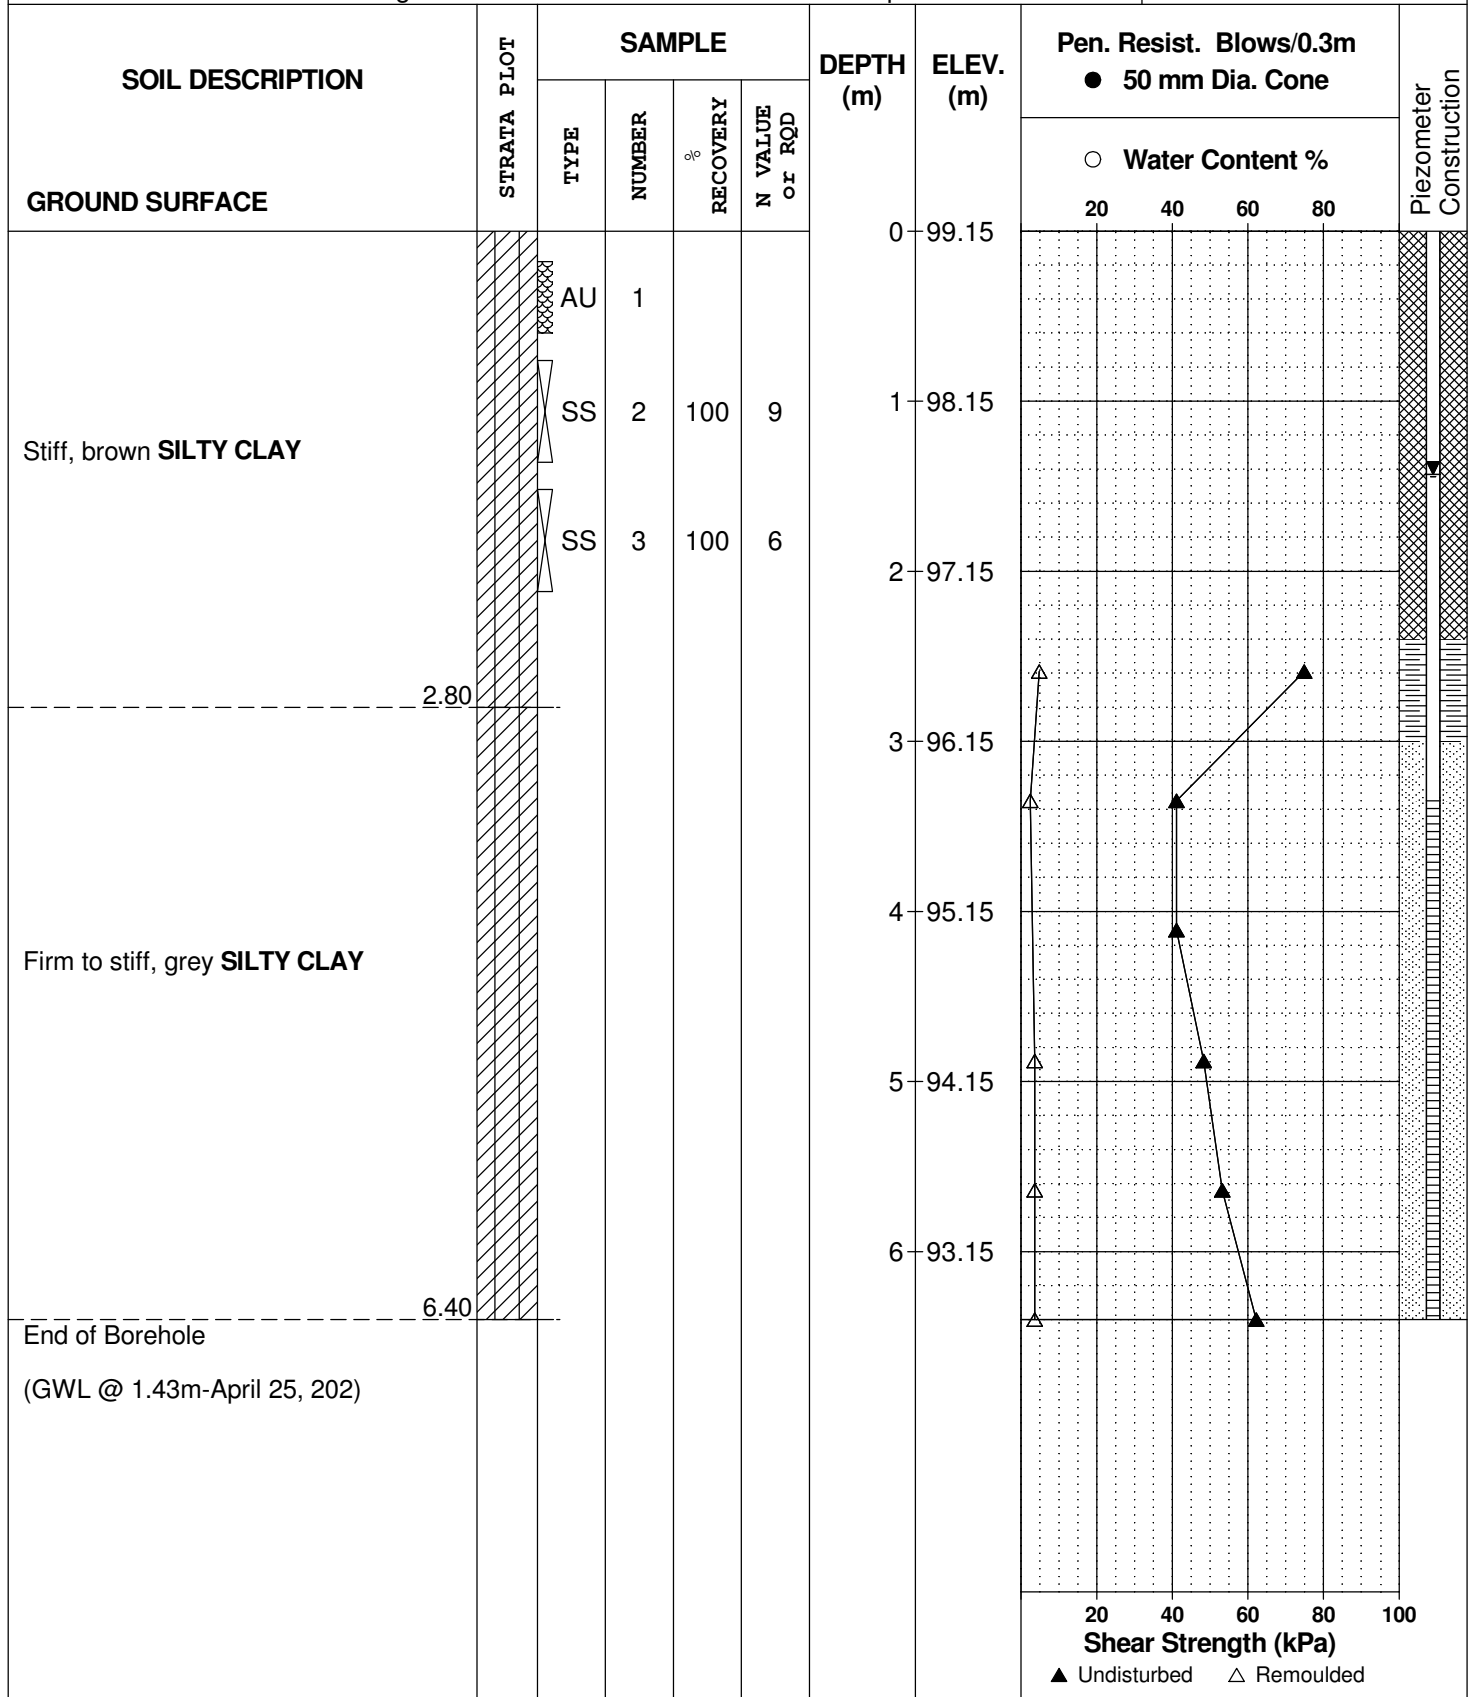 SOIL DESCRIPTION
GROUND SURFACE
STRATA PLOT
SAMPLE
TYPE
NUMBER
%
RECOVERY
N VALUE
or RQD
DEPTH
(m)
ELEV.
(m)
Pen. Resist. Blows/0.3m
● 50 mm Dia. Cone
○ Water Content %
20 40 60 80
Piezometer
Construction
0 99.15
AU 1
1 98.15
SS 2 100 9
Stiff, brown SILTY CLAY
SS 3 100 6
2 97.15
2.80
3 96.15
4 95.15
Firm to stiff, grey SILTY CLAY
5 94.15
6 93.15
6.40
End of Borehole
(GWL @ 1.43m-April 25, 202)
20 40 60 80 100
Shear Strength (kPa)
▲ Undisturbed △ Remoulded